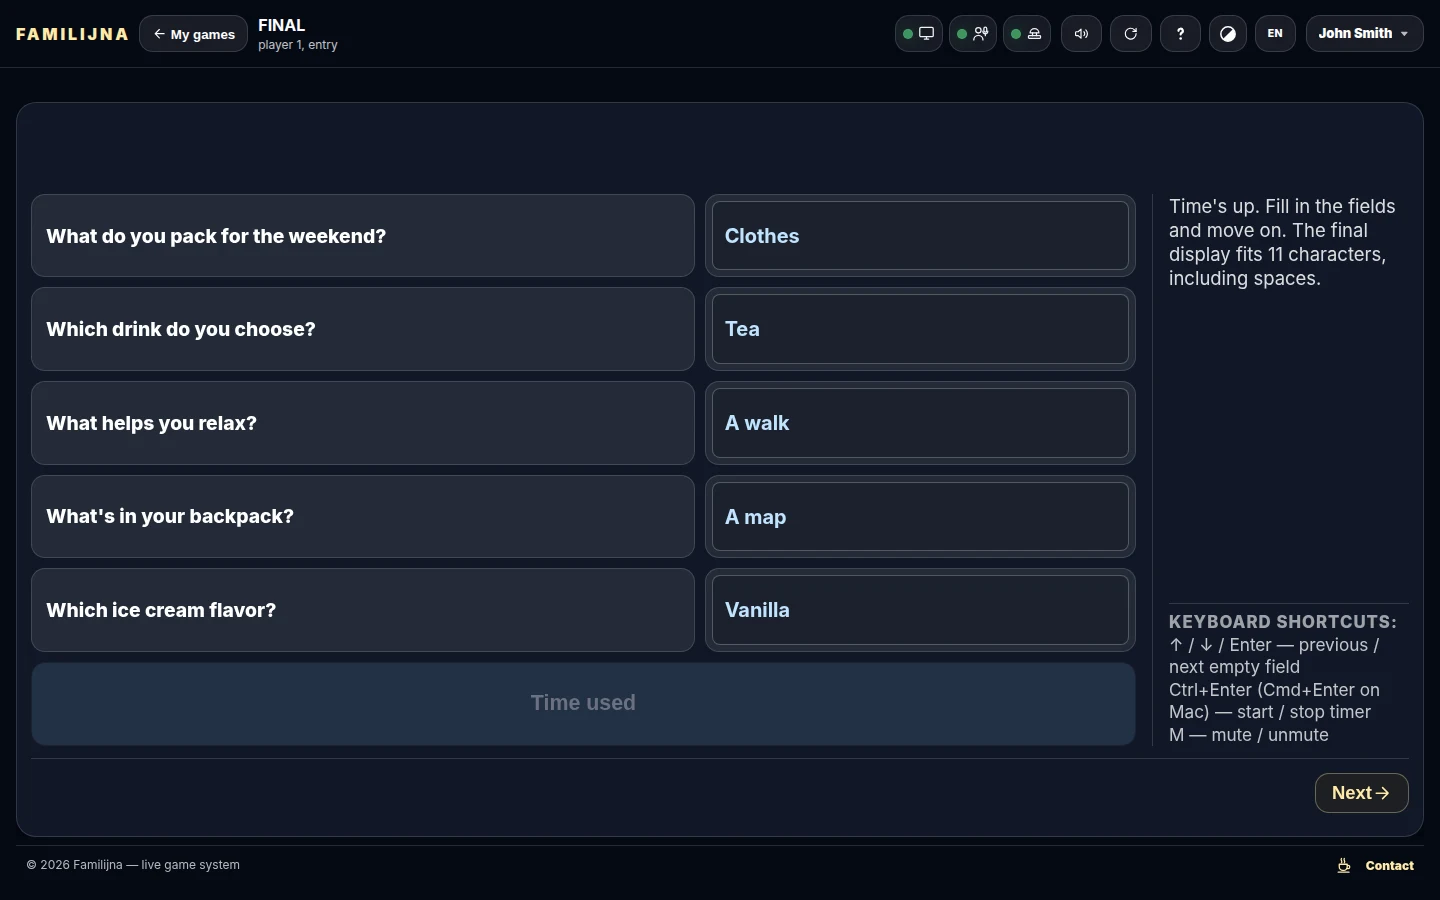 FAMILIJNA
← My games
FINAL
player 1, entry
?
EN
John Smith
What do you pack for the weekend?
Clothes
Which drink do you choose?
Tea
What helps you relax?
A walk
What's in your backpack?
A map
Which ice cream flavor?
Vanilla
Time used
Time's up. Fill in the fields
and move on. The final
display fits 11 characters,
including spaces.
KEYBOARD SHORTCUTS:
↑ / ↓ / Enter — previous /
next empty field
Ctrl+Enter (Cmd+Enter on
Mac) — start / stop timer
M — mute / unmute
Next →
© 2026 Familijna — live game system
Contact